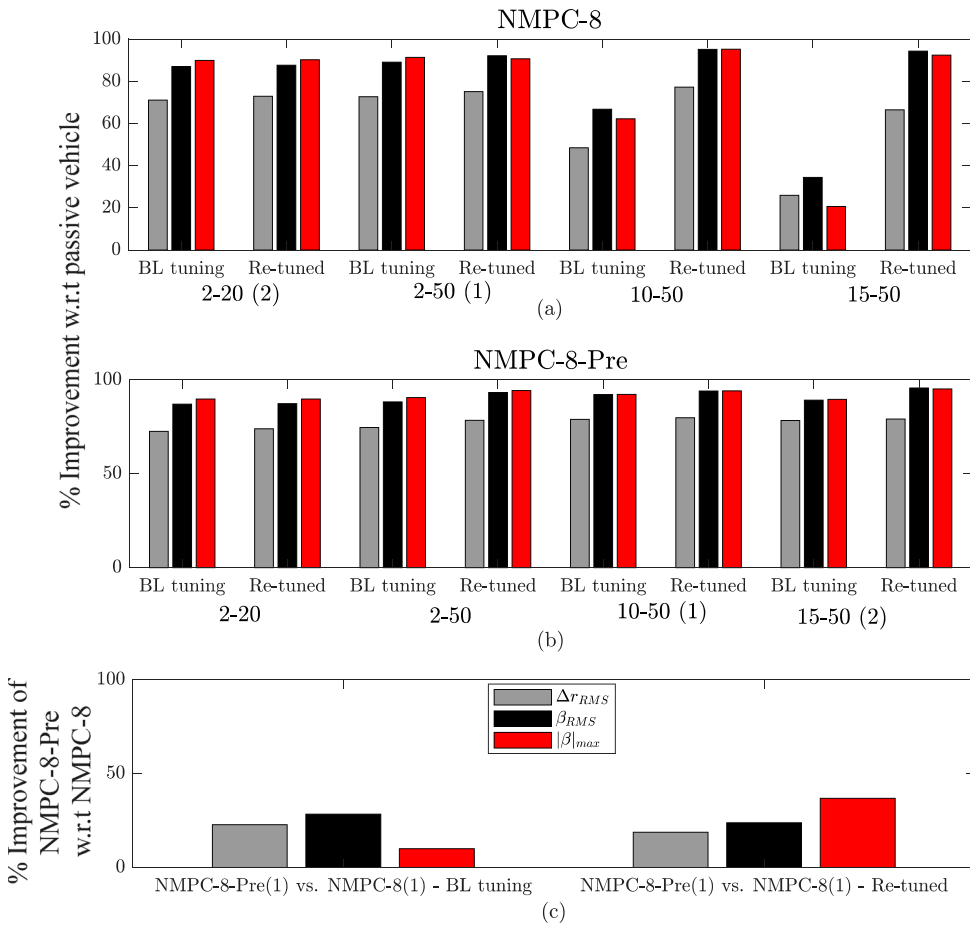 NMPC-8
% Improvement w.r.t passive vehicle
100
80
60
40
20
0
BL tuning Re-tuned BL tuning Re-tuned BL tuning Re-tuned BL tuning Re-tuned
2-20 (2) 2-50 (1) 10-50 15-50
(a)
NMPC-8-Pre
100
50
0
BL tuning Re-tuned BL tuning Re-tuned BL tuning Re-tuned BL tuning Re-tuned
2-20 2-50 10-50 (1) 15-50 (2)
(b)
% Improvement of
NMPC-8-Pre
w.r.t NMPC-8
100
50
0
Δr_RMS
β_RMS
|β|_max
NMPC-8-Pre(1) vs. NMPC-8(1) - BL tuning NMPC-8-Pre(1) vs. NMPC-8(1) - Re-tuned
(c)